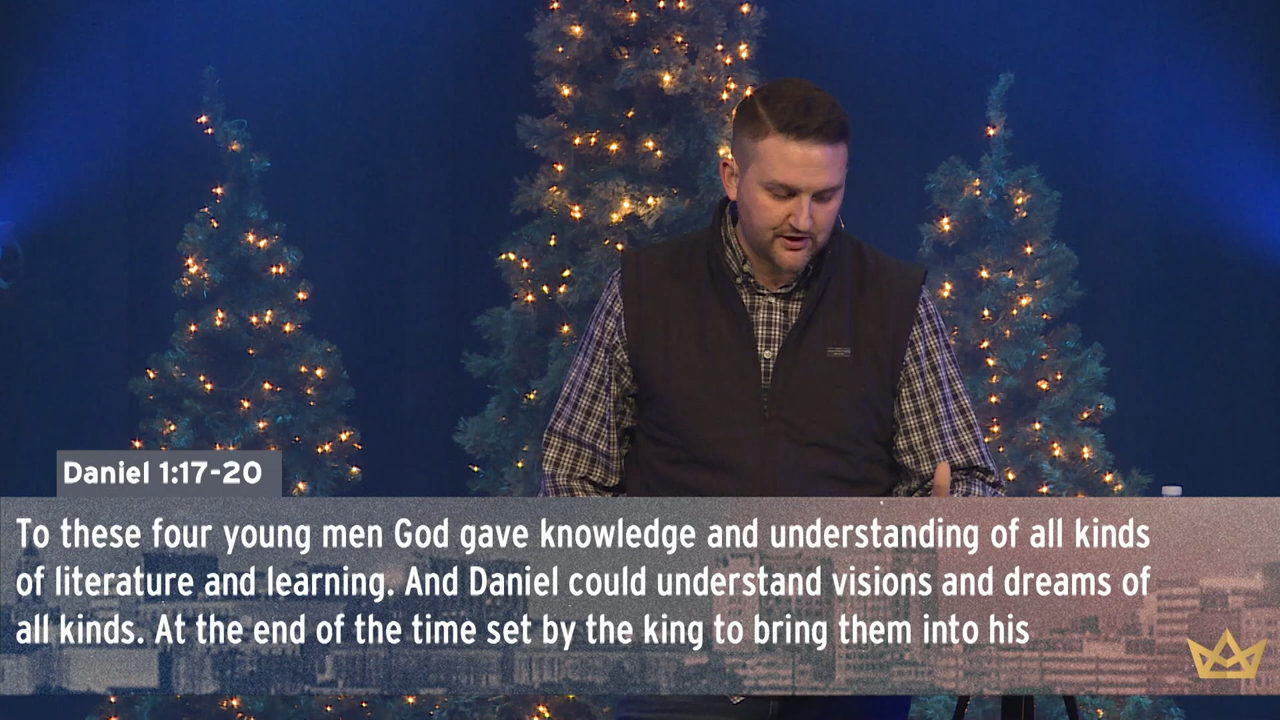 Daniel 1:17-20
To these four young men God gave knowledge and understanding of all kinds
of literature and learning. And Daniel could understand visions and dreams of
all kinds. At the end of the time set by the king to bring them into his